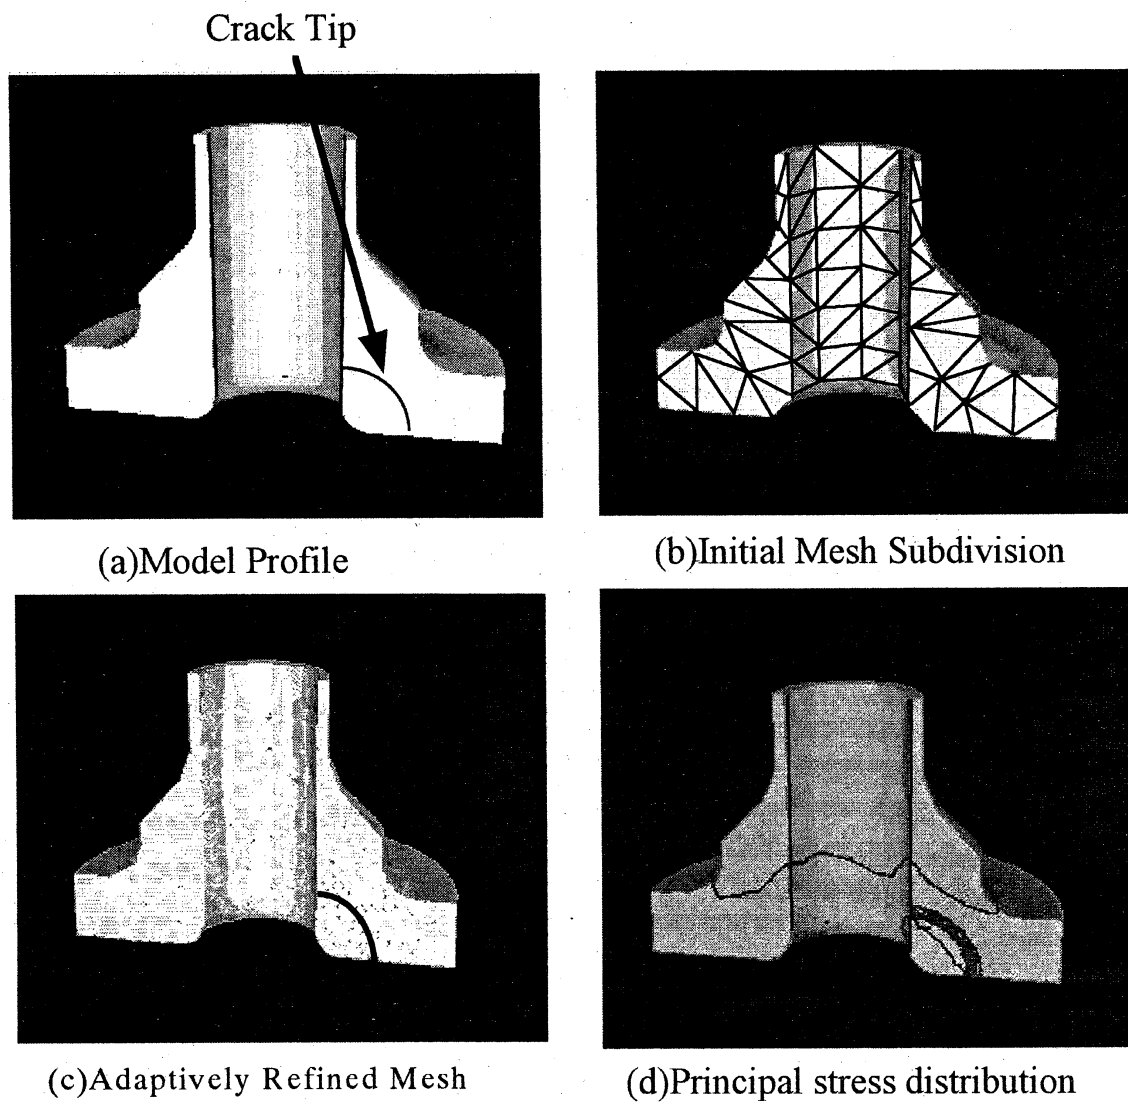 Crack Tip
(a)Model Profile
(b)Initial Mesh Subdivision
(c)Adaptively Refined Mesh
(d)Principal stress distribution